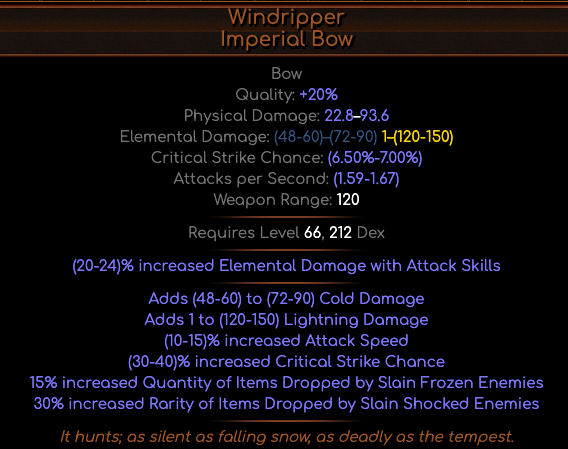 Windripper
Imperial Bow
Bow
Quality: +20%
Physical Damage: 22.8–93.6
Elemental Damage: (48-60)–(72-90) 1–(120-150)
Critical Strike Chance: (6.50%-7.00%)
Attacks per Second: (1.59-1.67)
Weapon Range: 120
Requires Level 66, 212 Dex
(20-24)% increased Elemental Damage with Attack Skills
Adds (48-60) to (72-90) Cold Damage
Adds 1 to (120-150) Lightning Damage
(10-15)% increased Attack Speed
(30-40)% increased Critical Strike Chance
15% increased Quantity of Items Dropped by Slain Frozen Enemies
30% increased Rarity of Items Dropped by Slain Shocked Enemies
It hunts; as silent as falling snow, as deadly as the tempest.